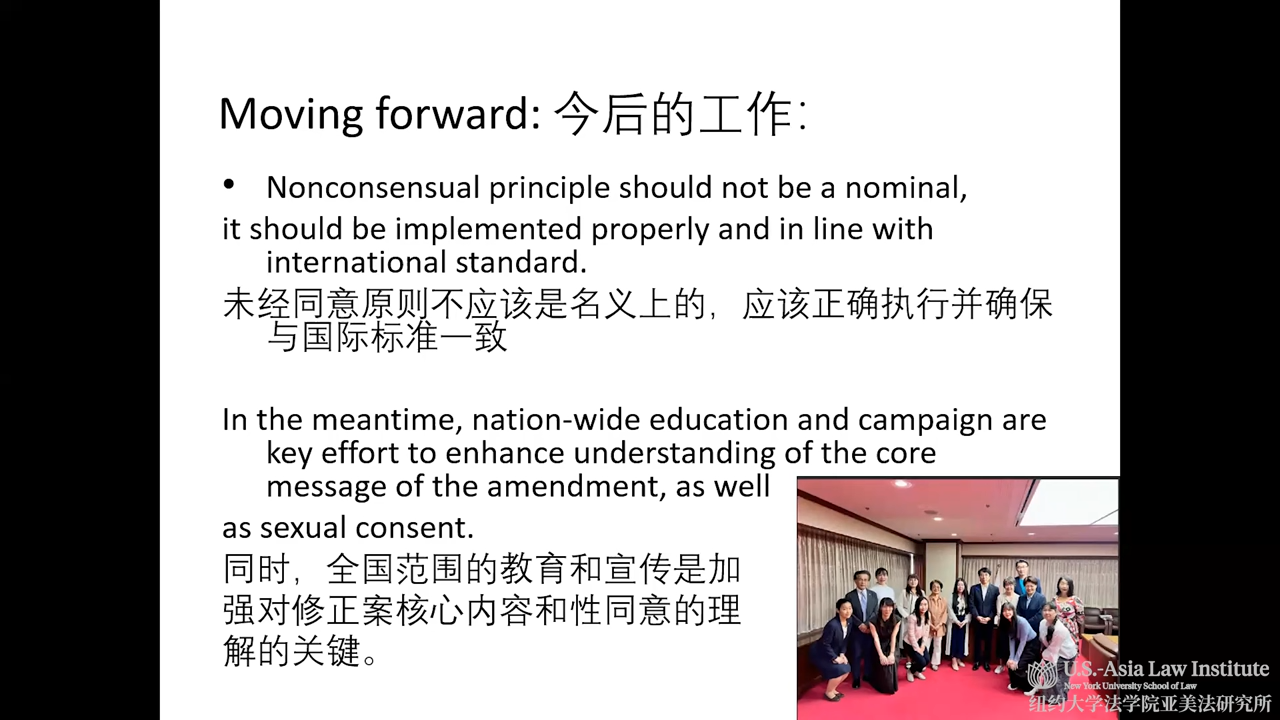 Moving forward: 今后的工作：
• Nonconsensual principle should not be a nominal,
it should be implemented properly and in line with
international standard.
未经同意原则不应该是名义上的，应该正确执行并确保
与国际标准一致
In the meantime, nation-wide education and campaign are
key effort to enhance understanding of the core
message of the amendment, as well
as sexual consent.
同时，全国范围的教育和宣传是加
强对修正案核心内容和性同意的理
解的关键。
U.S.-Asia Law Institute
New York University School of Law
纽约大学法学院亚美法研究所